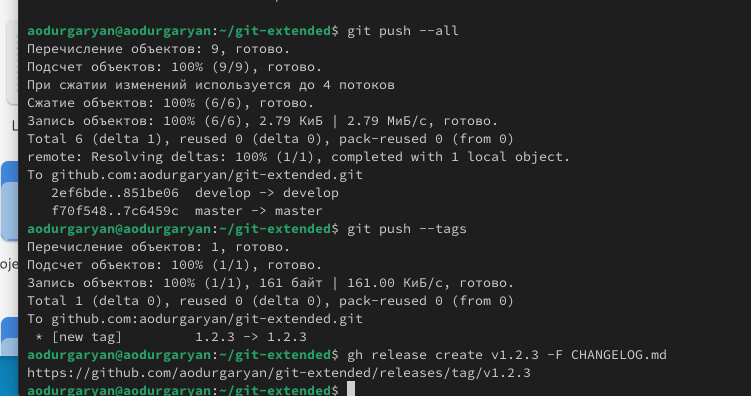 aodurgaryan@aodurgaryan:~/git-extended$ git push --all
Перечисление объектов: 9, готово.
Подсчет объектов: 100% (9/9), готово.
При сжатии изменений используется до 4 потоков
Сжатие объектов: 100% (6/6), готово.
Запись объектов: 100% (6/6), 2.79 КиБ | 2.79 МиБ/с, готово.
Total 6 (delta 1), reused 0 (delta 0), pack-reused 0 (from 0)
remote: Resolving deltas: 100% (1/1), completed with 1 local object.
To github.com:aodurgaryan/git-extended.git
   2ef6bde..851be06  develop -> develop
   f70f548..7c6459c  master -> master
aodurgaryan@aodurgaryan:~/git-extended$ git push --tags
Перечисление объектов: 1, готово.
Подсчет объектов: 100% (1/1), готово.
Запись объектов: 100% (1/1), 161 байт | 161.00 КиБ/с, готово.
Total 1 (delta 0), reused 0 (delta 0), pack-reused 0 (from 0)
To github.com:aodurgaryan/git-extended.git
 * [new tag]         1.2.3 -> 1.2.3
aodurgaryan@aodurgaryan:~/git-extended$ gh release create v1.2.3 -F CHANGELOG.md
https://github.com/aodurgaryan/git-extended/releases/tag/v1.2.3
aodurgaryan@aodurgaryan:~/git-extended$